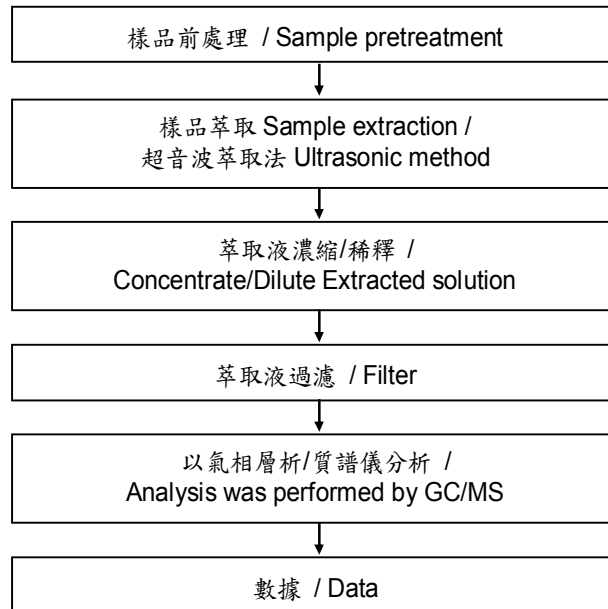 樣品前處理 / Sample pretreatment
樣品萃取 Sample extraction /
超音波萃取法 Ultrasonic method
萃取液濃縮/稀釋 /
Concentrate/Dilute Extracted solution
萃取液過濾 / Filter
以氣相層析/質譜儀分析 /
Analysis was performed by GC/MS
數據 / Data